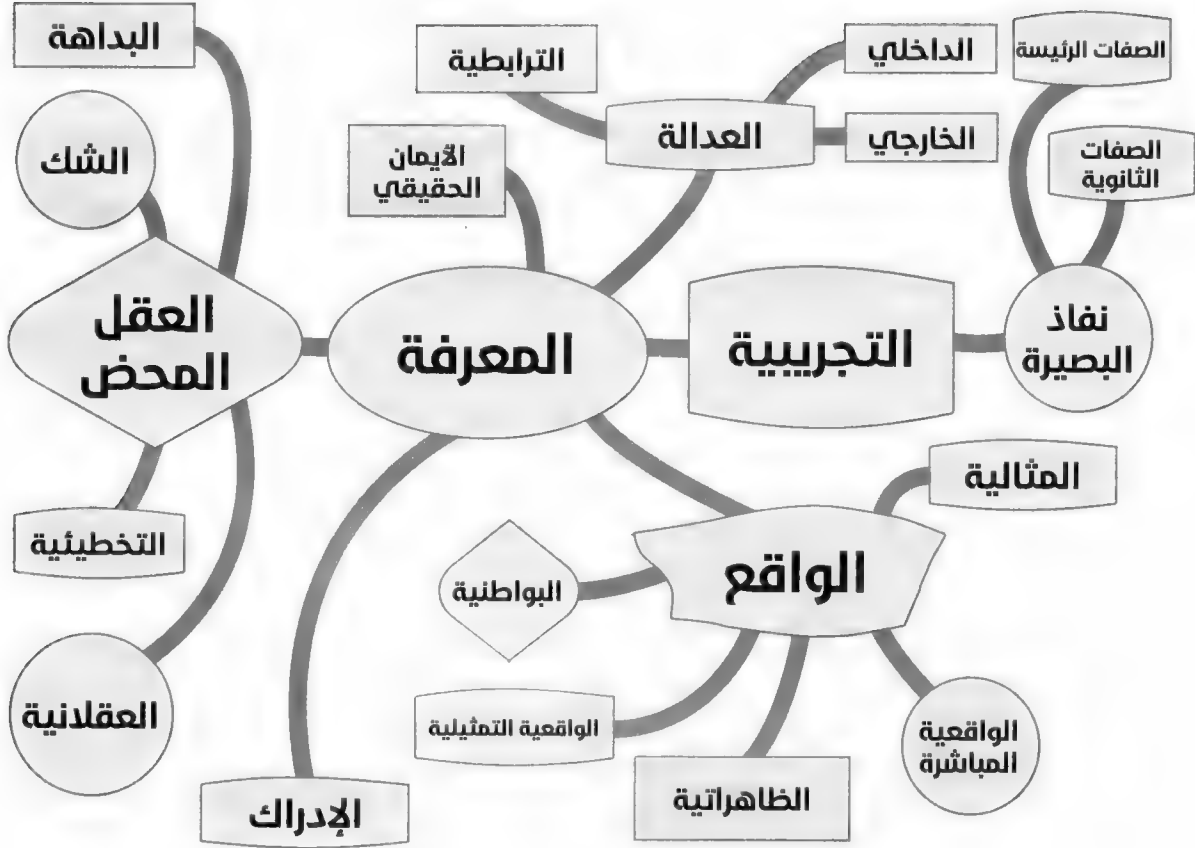 البداهة
الشك
العقل
المحض
التخطيئية
العقلانية
الترابطية
العدالة
الداخلي
الخارجي
الأيمان
الحقيقي
المعرفة
التجريبية
الصفات الرئيسة
الصفات
الثانوية
نفاذ
البصيرة
المثالية
الواقع
البواطنية
الواقعية التمثيلية
الظاهراتية
الواقعية
المباشرة
الإدراك